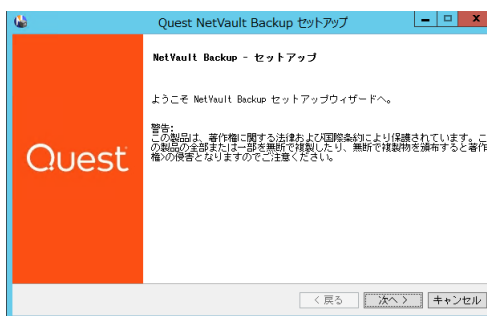 Quest NetVault Backup セットアップ
NetVault Backup - セットアップ
ようこそ NetVault Backup セットアップウィザードへ。
警告:
この製品は、著作権に関する法律および国際条約により保護されています。こ
の製品の全部または一部を無断で複製したり、無断で複製物を頒布すると著作
権の侵害となりますのでご注意ください。
Quest
< 戻る 次へ > キャンセル